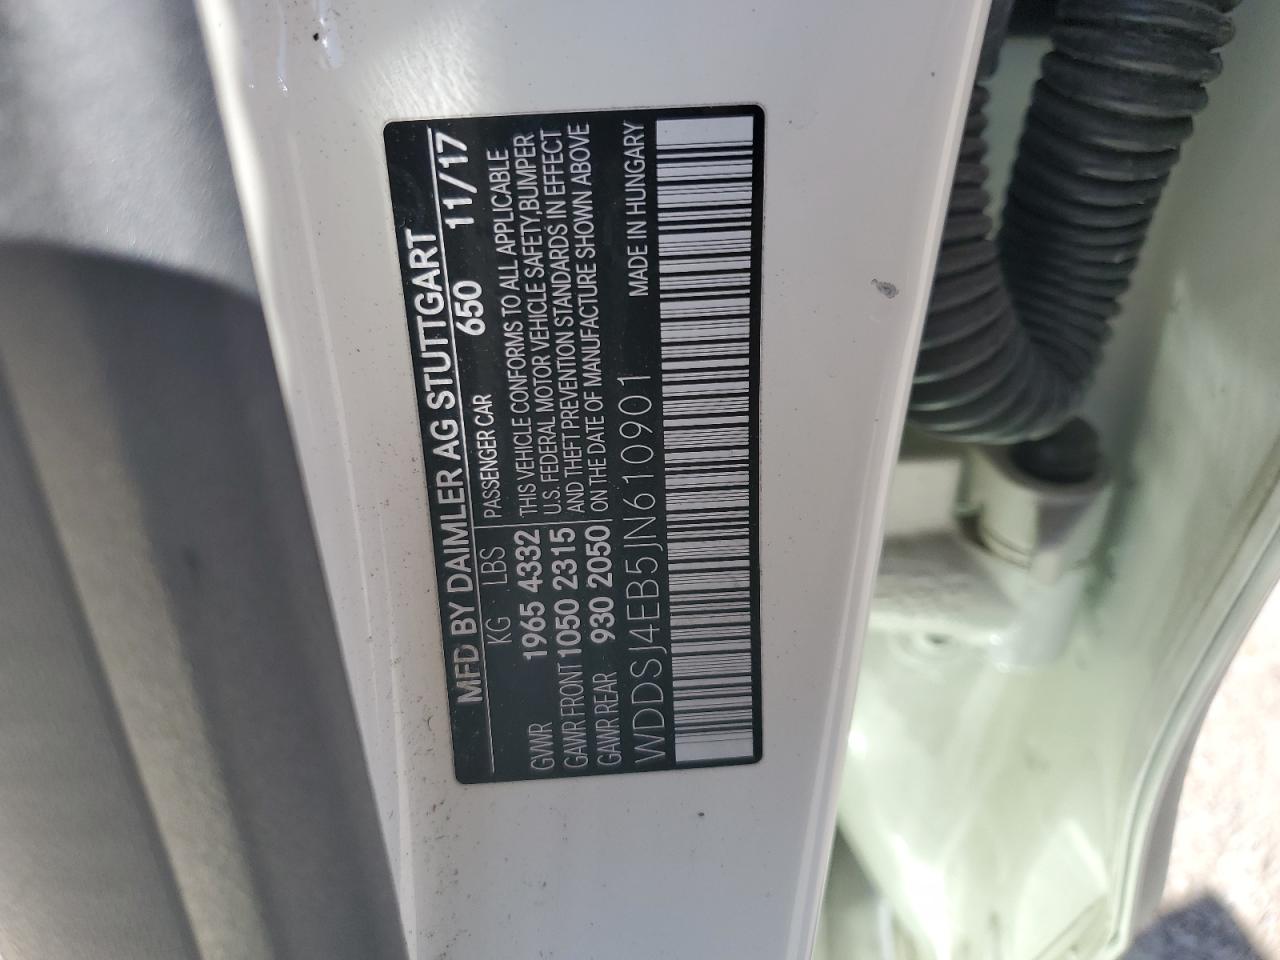 MFD BY DAIMLER AG STUTTGART
KG LBS PASSENGER CAR 650 11/17
GVWR 1965 4332 THIS VEHICLE CONFORMS TO ALL APPLICABLE
U.S. FEDERAL MOTOR VEHICLE SAFETY,BUMPER
GAWR FRONT 1050 2315 AND THEFT PREVENTION STANDARDS IN EFFECT
GAWR REAR 930 2050 ON THE DATE OF MANUFACTURE SHOWN ABOVE
WDDSJ4EB5JN610901 MADE IN HUNGARY